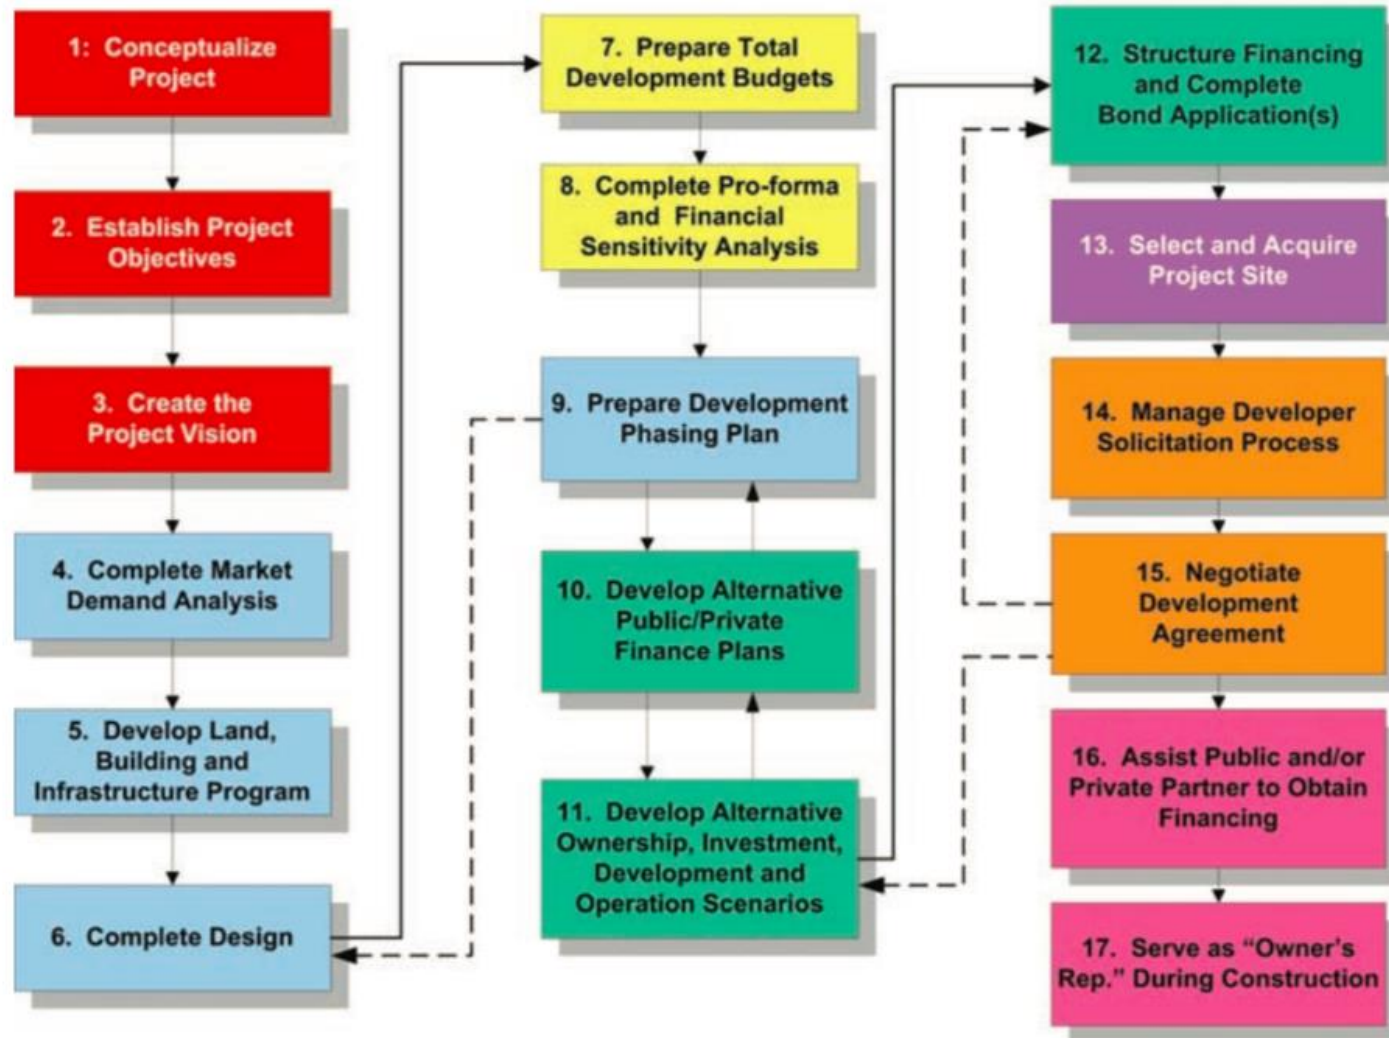 1: Conceptualize
Project
2. Establish Project
Objectives
3. Create the
Project Vision
4. Complete Market
Demand Analysis
5. Develop Land,
Building and
Infrastructure Program
6. Complete Design
7. Prepare Total
Development Budgets
8. Complete Pro-forma
and Financial
Sensitivity Analysis
9. Prepare Development
Phasing Plan
10. Develop Alternative
Public/Private
Finance Plans
11. Develop Alternative
Ownership, Investment,
Development and
Operation Scenarios
12. Structure Financing
and Complete
Bond Application(s)
13. Select and Acquire
Project Site
14. Manage Developer
Solicitation Process
15. Negotiate
Development
Agreement
16. Assist Public and/or
Private Partner to Obtain
Financing
17. Serve as “Owner’s
Rep.” During Construction